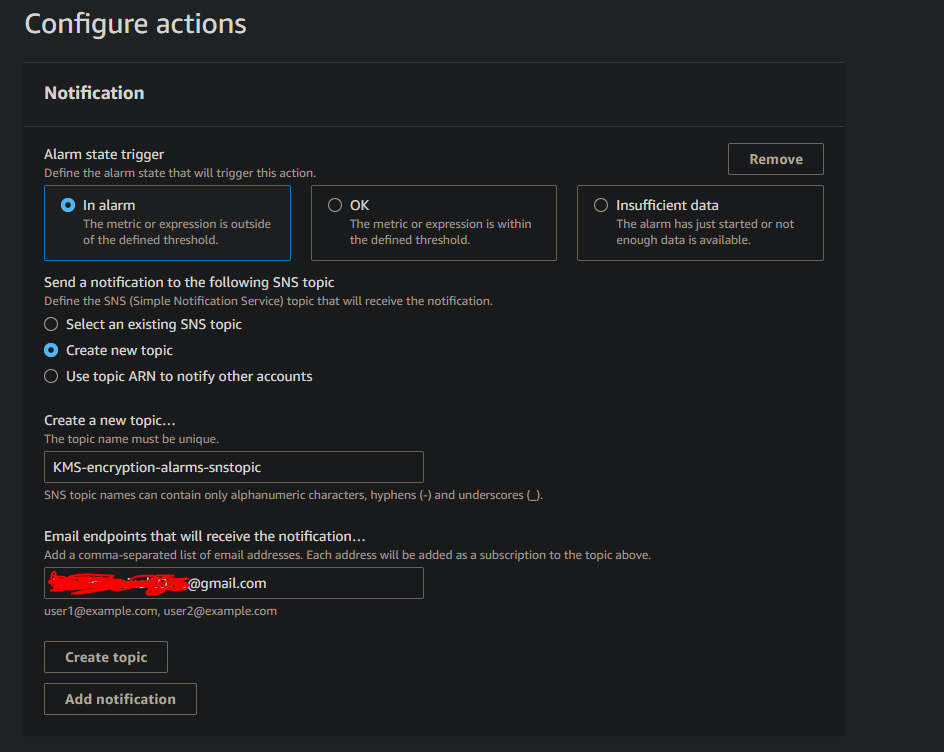 Configure actions
Notification
Alarm state trigger
Define the alarm state that will trigger this action.
Remove
In alarm
The metric or expression is outside
of the defined threshold.
OK
The metric or expression is within
the defined threshold.
Insufficient data
The alarm has just started or not
enough data is available.
Send a notification to the following SNS topic
Define the SNS (Simple Notification Service) topic that will receive the notification.
Select an existing SNS topic
Create new topic
Use topic ARN to notify other accounts
Create a new topic…
The topic name must be unique.
KMS-encryption-alarms-snstopic
SNS topic names can contain only alphanumeric characters, hyphens (-) and underscores (_).
Email endpoints that will receive the notification…
Add a comma-separated list of email addresses. Each address will be added as a subscription to the topic above.
@gmail.com
user1@example.com, user2@example.com
Create topic
Add notification